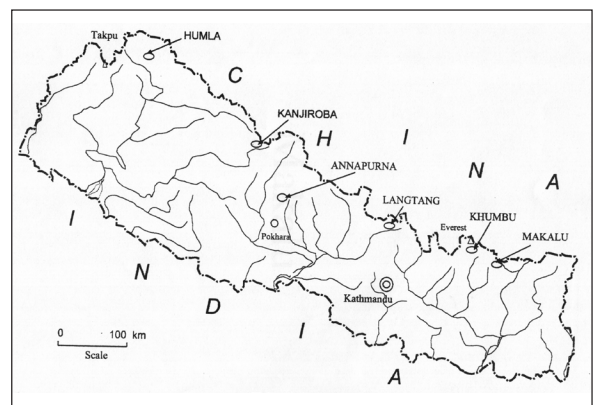 Takpu
HUMLA
C
KANJIROBA
H
I
ANNAPURNA
N
A
LANGTANG
I
Pokhara
Everest
KHUMBU
MAKALU
N
Kathmandu
D
0 100 km
Scale
I
A